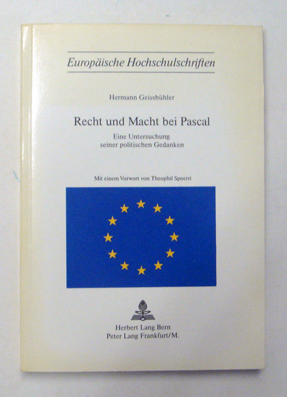 Europäische Hochschulschriften
Hermann Geissbühler
Recht und Macht bei Pascal
Eine Untersuchung
seiner politischen Gedanken
Mit einem Vorwort von Theophil Spoerri
Herbert Lang Bern
Peter Lang Frankfurt/M.